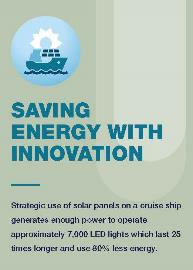 SAVING
ENERGY WITH
INNOVATION
Strategic use of solar panels on a cruise ship
generates enough power to operate
approximately 7,000 LED lights which last 25
times longer and use 80% less energy.